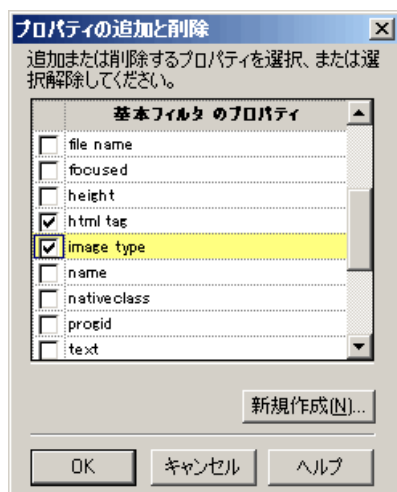 プロパティの追加と削除
追加または削除するプロパティを選択、または選
択解除してください。
基本フィルタ のプロパティ
file name
focused
height
html tag
image type
name
nativeclass
progid
text
新規作成(N)...
OK キャンセル ヘルプ